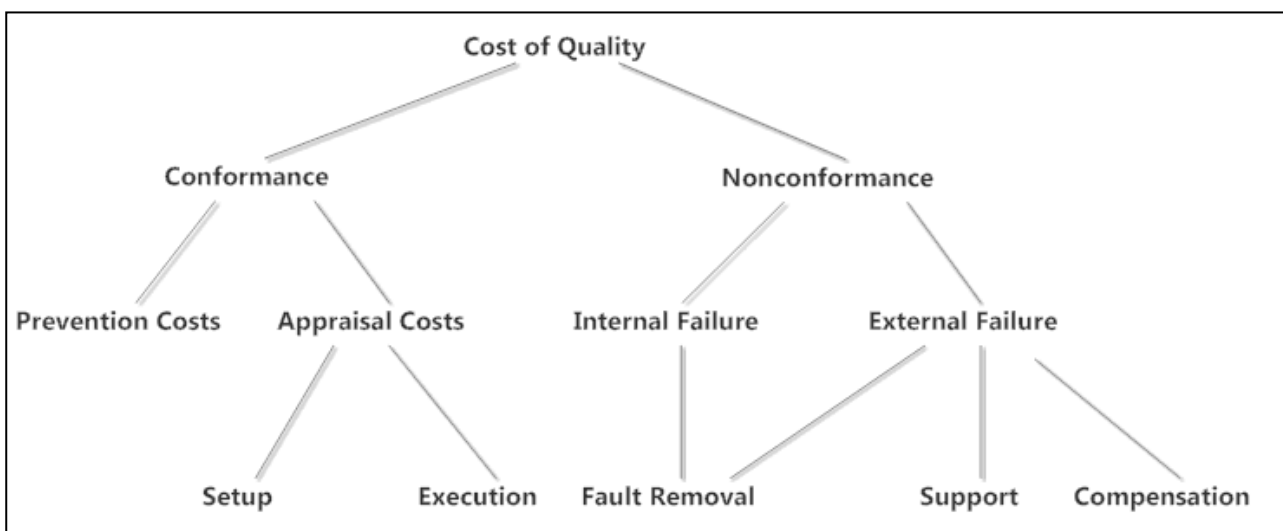 Cost of Quality
Conformance
Nonconformance
Prevention Costs
Appraisal Costs
Internal Failure
External Failure
Setup
Execution
Fault Removal
Support
Compensation